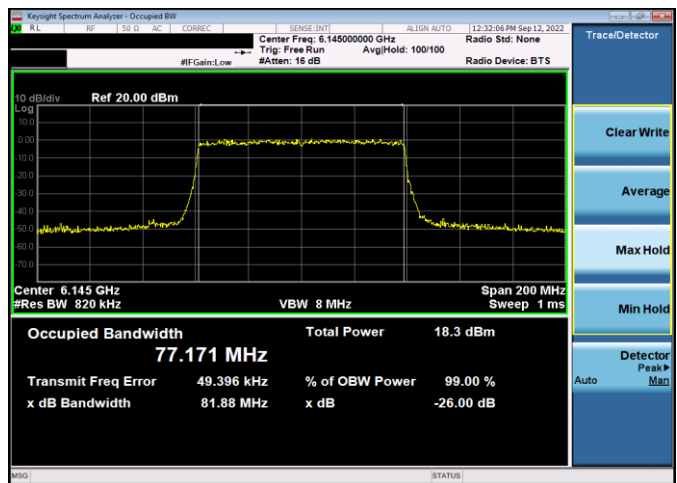 Keysight Spectrum Analyzer - Occupied BW
RL RF 50 Ω AC CORREC SENSE:INT ALIGN AUTO 12:32:06 PM Sep 12, 2022
Center Freq: 6.145000000 GHz Radio Std: None
Trig: Free Run Avg|Hold: 100/100
#IFGain:Low #Atten: 16 dB Radio Device: BTS
Trace/Detector
10 dB/div Ref 20.00 dBm
Log
10.0
0.00
-10.0
-20.0
-30.0
-40.0
-50.0
-60.0
-70.0
Center 6.145 GHz Span 200 MHz
#Res BW 820 kHz VBW 8 MHz Sweep 1 ms
Occupied Bandwidth Total Power 18.3 dBm
77.171 MHz
Transmit Freq Error 49.396 kHz % of OBW Power 99.00 %
x dB Bandwidth 81.88 MHz x dB -26.00 dB
Clear Write
Average
Max Hold
Min Hold
Detector
Peak▶
Auto Man
MSG STATUS